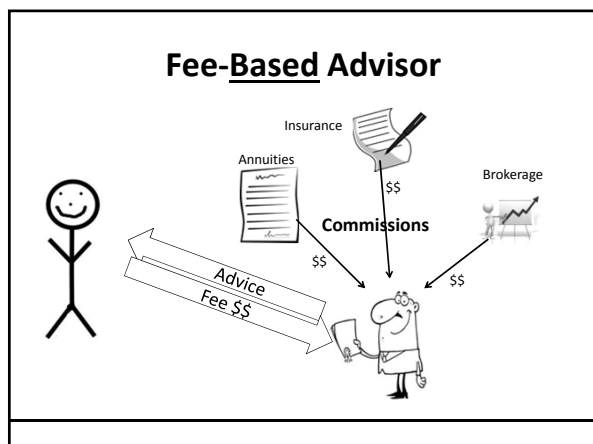 Fee-Based Advisor
Insurance
Annuities
Brokerage
$$
Commissions
$$
$$
Advice
Fee $$